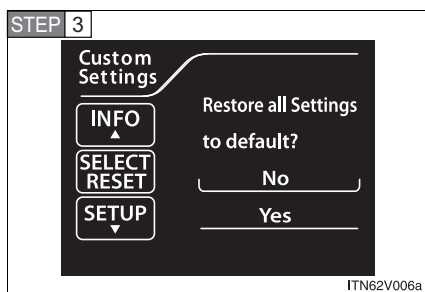 STEP 3
Custom
Settings
INFO
▲
SELECT
RESET
SETUP
▼
Restore all Settings
to default?
No
Yes
ITN62V006a